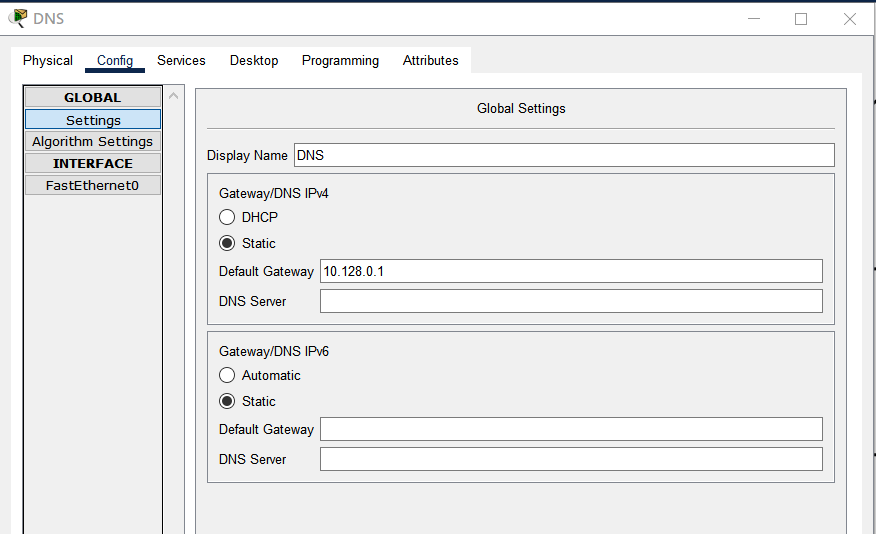 DNS
Physical Config Services Desktop Programming Attributes
GLOBAL
Settings
Algorithm Settings
INTERFACE
FastEthernet0
Global Settings
Display Name DNS
Gateway/DNS IPv4
DHCP
Static
Default Gateway 10.128.0.1
DNS Server
Gateway/DNS IPv6
Automatic
Static
Default Gateway
DNS Server